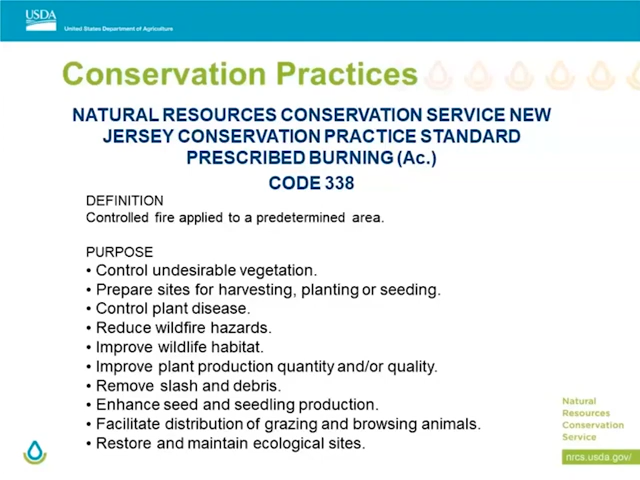 USDA
United States Department of Agriculture
Conservation Practices
NATURAL RESOURCES CONSERVATION SERVICE NEW
JERSEY CONSERVATION PRACTICE STANDARD
PRESCRIBED BURNING (Ac.)
CODE 338
DEFINITION
Controlled fire applied to a predetermined area.
PURPOSE
• Control undesirable vegetation.
• Prepare sites for harvesting, planting or seeding.
• Control plant disease.
• Reduce wildfire hazards.
• Improve wildlife habitat.
• Improve plant production quantity and/or quality.
• Remove slash and debris.
• Enhance seed and seedling production.
• Facilitate distribution of grazing and browsing animals.
• Restore and maintain ecological sites.
Natural
Resources
Conservation
Service
nrcs.usda.gov/